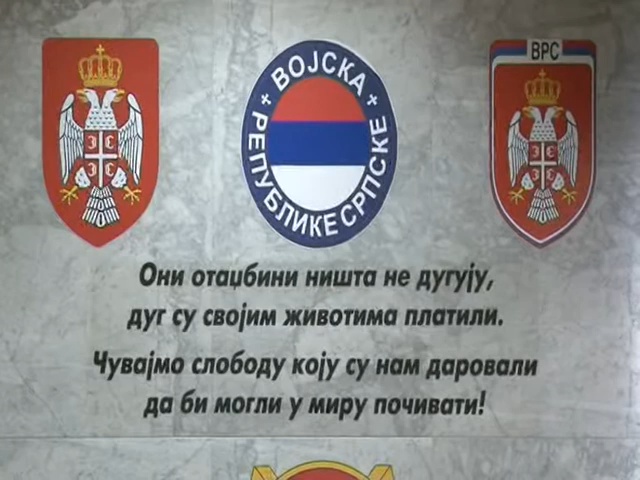 ВОЈСКА
РЕПУБЛИКЕ СРПСКЕ
ВРС
Они отаџбини ништа не дугују,
дуг су својим животима платили.
Чувајмо слободу коју су нам даровали
да би могли у миру почивати!